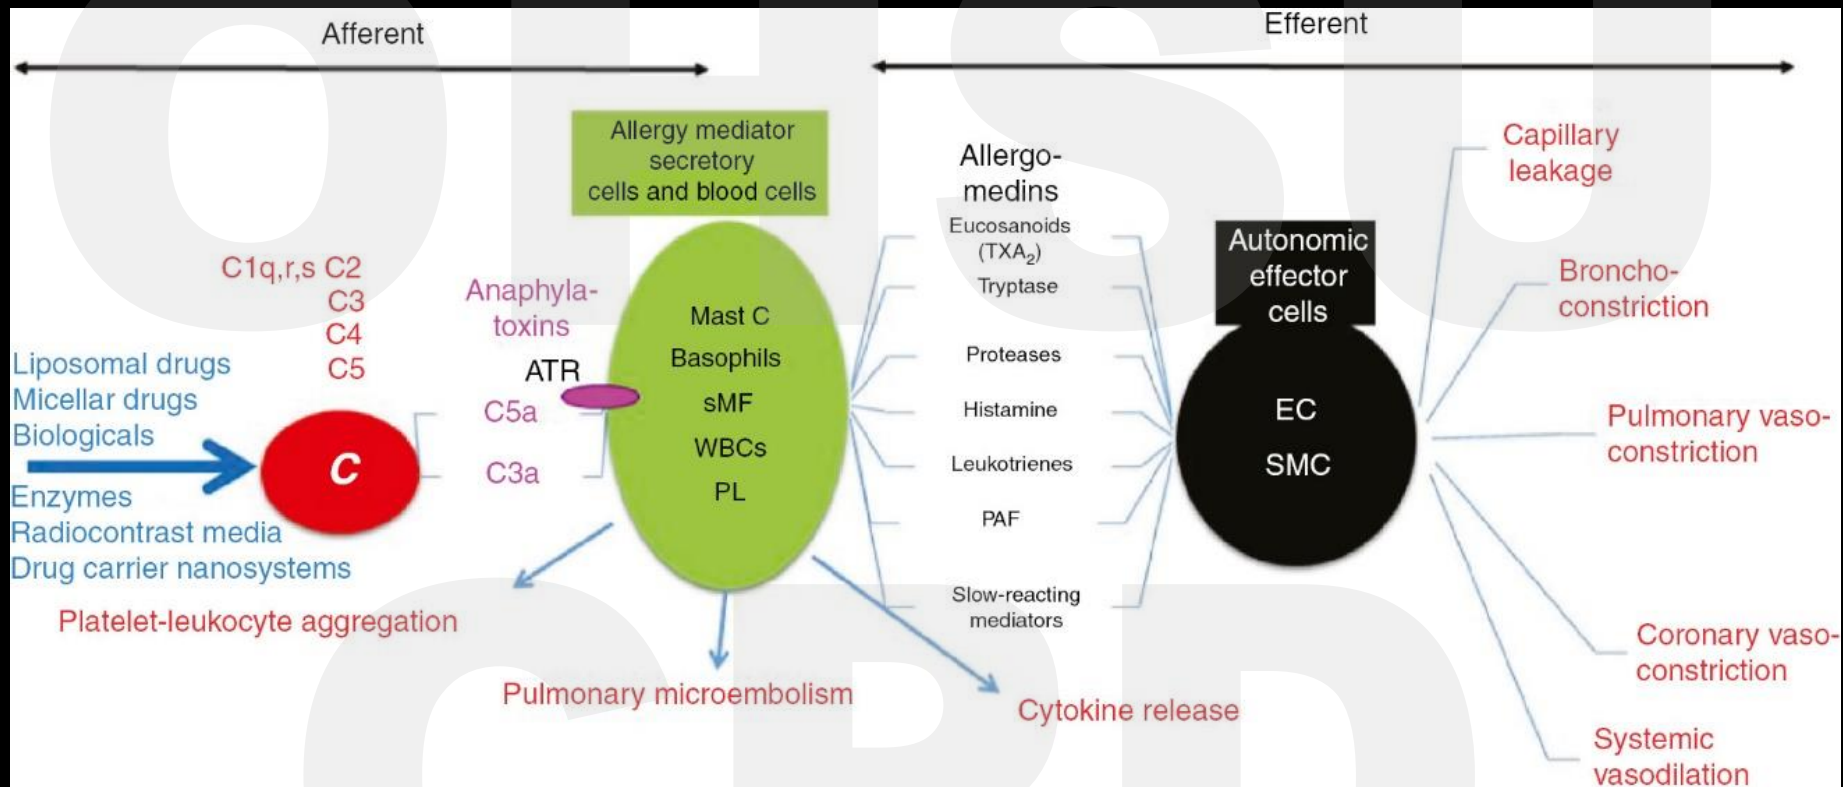 Afferent
Efferent
Allergy mediator
secretory
cells and blood cells
C1q,r,s C2
C3
C4
C5
Liposomal drugs
Micellar drugs
Biologicals
Enzymes
Radiocontrast media
Drug carrier nanosystems
C
Anaphyla-
toxins
ATR
C5a
C3a
Mast C
Basophils
sMF
WBCs
PL
Platelet-leukocyte aggregation
Pulmonary microembolism
Cytokine release
Allergo-
medins
Eucosanoids
(TXA2)
Tryptase
Proteases
Histamine
Leukotrienes
PAF
Slow-reacting
mediators
Autonomic
effector
cells
EC
SMC
Capillary
leakage
Broncho-
constriction
Pulmonary vaso-
constriction
Coronary vaso-
constriction
Systemic
vasodilation
OHSU
CPD